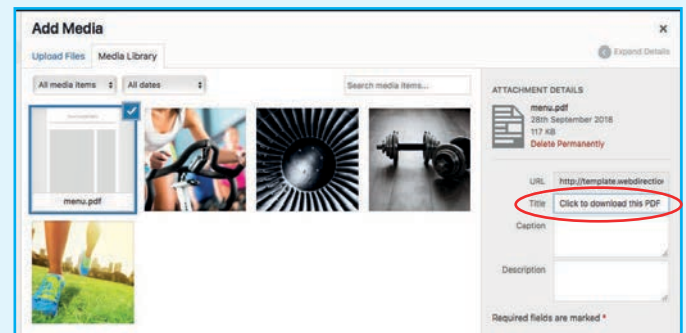 Add Media
×
Upload Files Media Library
Expand Details
All media items
All dates
Search media items...
menu.pdf
ATTACHMENT DETAILS
menu.pdf
28th September 2018
117 KB
Delete Permanently
URL http://template.webdirection
Title Click to download this PDF
Caption
Description
Required fields are marked *